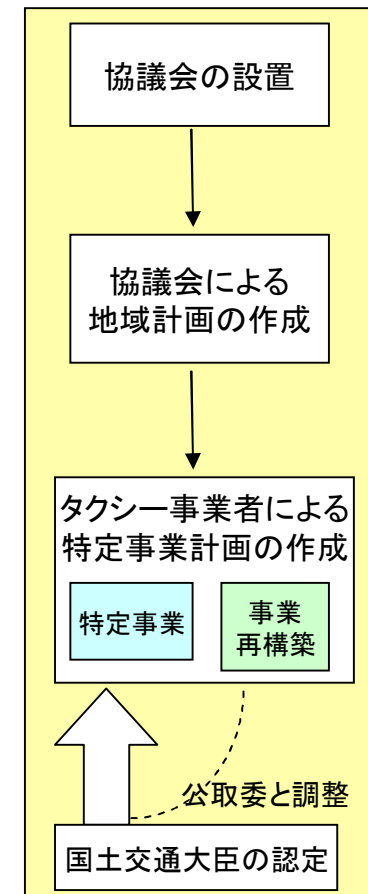 協議会の設置
協議会による
地域計画の作成
タクシー事業者による
特定事業計画の作成
特定事業
事業
再構築
公取委と調整
国土交通大臣の認定